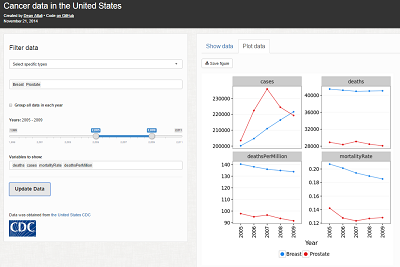 Cancer data in the United States
Created by Dean Attali • Code on GitHub
November 21, 2014
Filter data
Select specific types
Breast Prostate
Group all data in each year
Years: 2005 - 2009
1999
2005
2009
2011
Variables to show:
deaths cases mortalityRate deathsPerMillion
Update Data
Data was obtained from the United States CDC
CDC
Show data
Plot data
Save figure
cases
deaths
230000
220000
210000
200000
40000
36000
32000
28000
deathsPerMillion
mortalityRate
140
130
120
110
100
90
0.20
0.18
0.16
0.14
0.12
2005 2006 2007 2008 2009
2005 2006 2007 2008 2009
Year
Breast Prostate